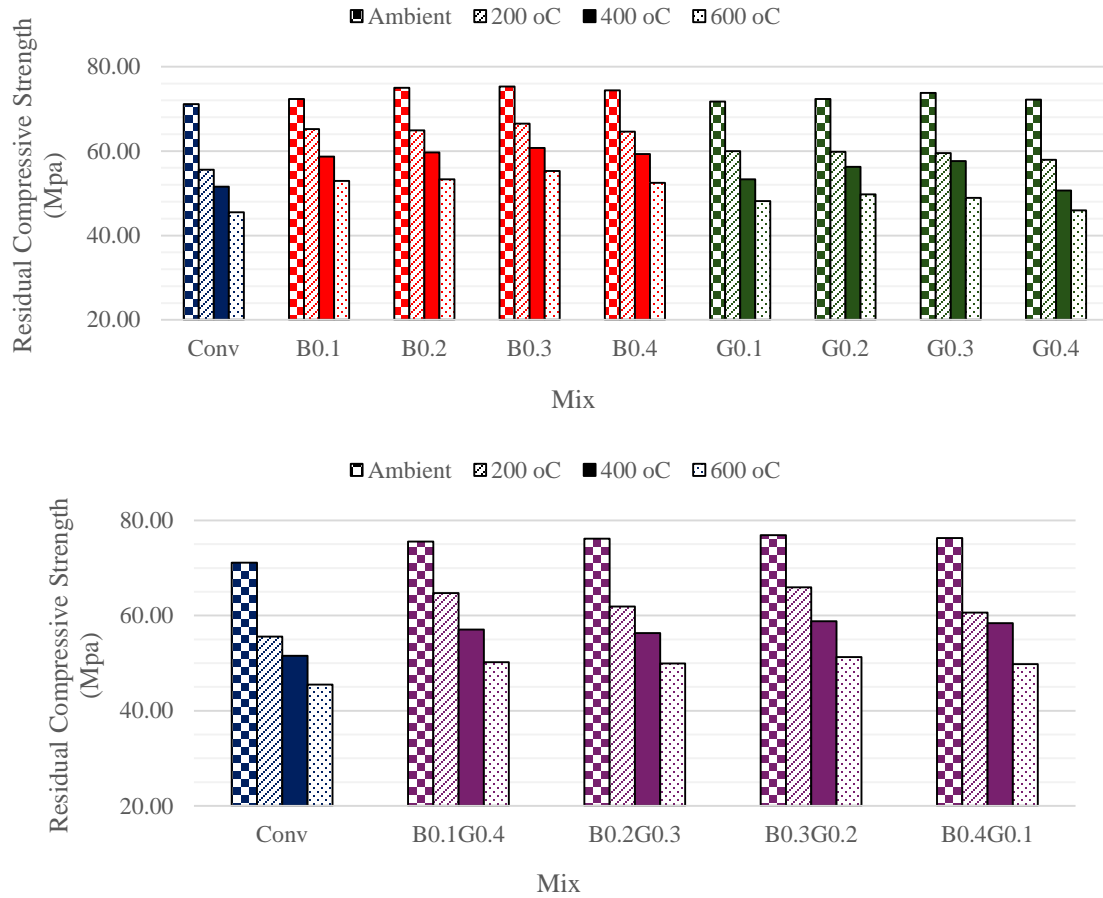 Ambient 200 oC 400 oC 600 oC
Residual Compressive Strength
(Mpa)
80.00
60.00
40.00
20.00
Conv B0.1 B0.2 B0.3 B0.4 G0.1 G0.2 G0.3 G0.4
Mix
Ambient 200 oC 400 oC 600 oC
Residual Compressive Strength
(Mpa)
80.00
60.00
40.00
20.00
Conv B0.1G0.4 B0.2G0.3 B0.3G0.2 B0.4G0.1
Mix